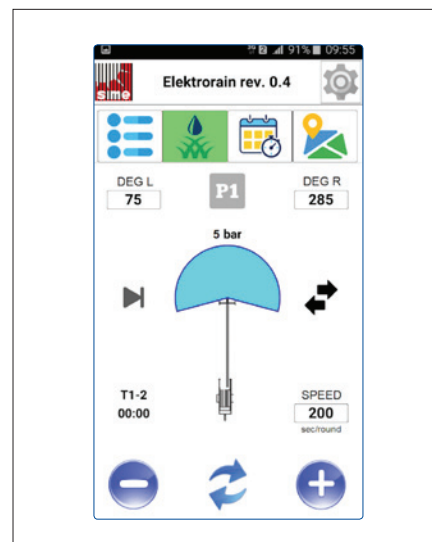 91% 09:55
sime
Elektrorain rev. 0.4
DEG L
75
P1
DEG R
285
5 bar
T1-2
00:00
SPEED
200
sec/round